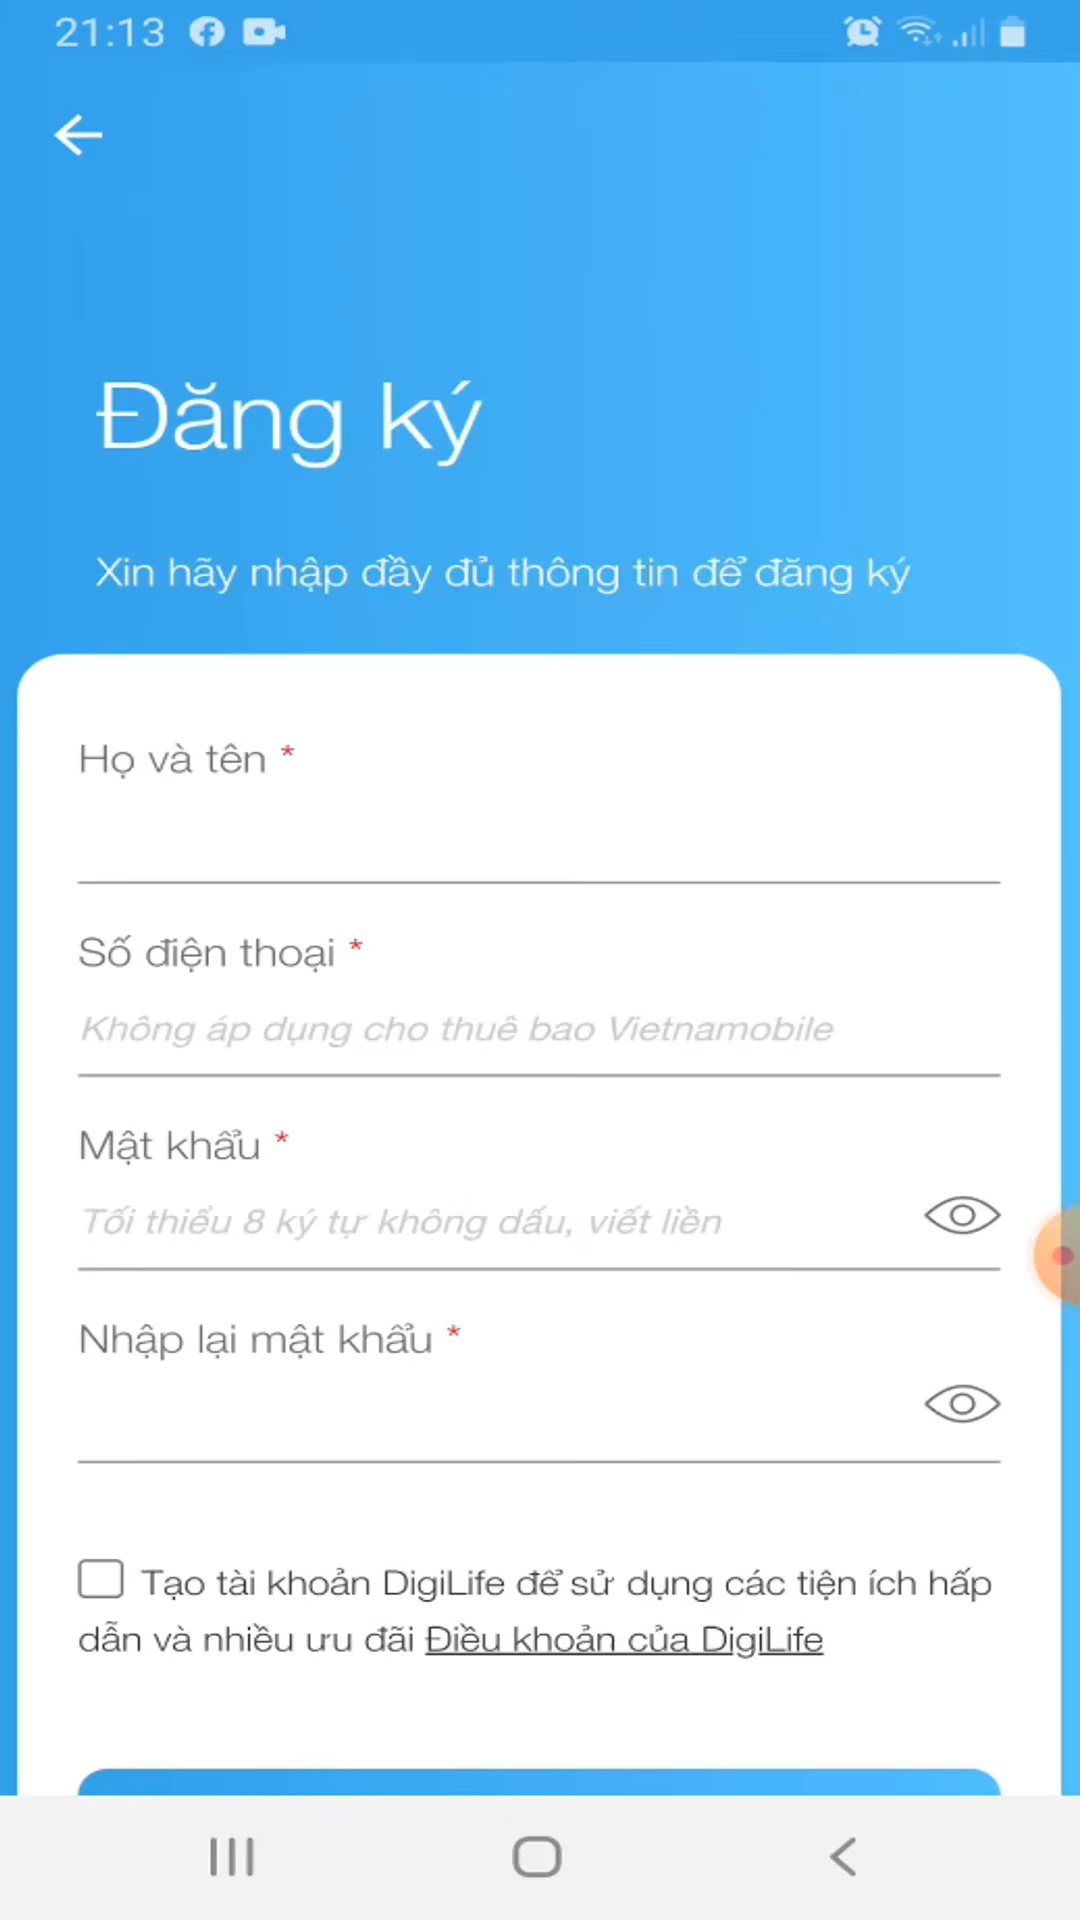 21:13
Đăng ký
Xin hãy nhập đầy đủ thông tin để đăng ký
Họ và tên *
Số điện thoại *
Không áp dụng cho thuê bao Vietnamobile
Mật khẩu *
Tối thiểu 8 ký tự không dấu, viết liền
Nhập lại mật khẩu *
Tạo tài khoản DigiLife để sử dụng các tiện ích hấp
dẫn và nhiều ưu đãi Điều khoản của DigiLife